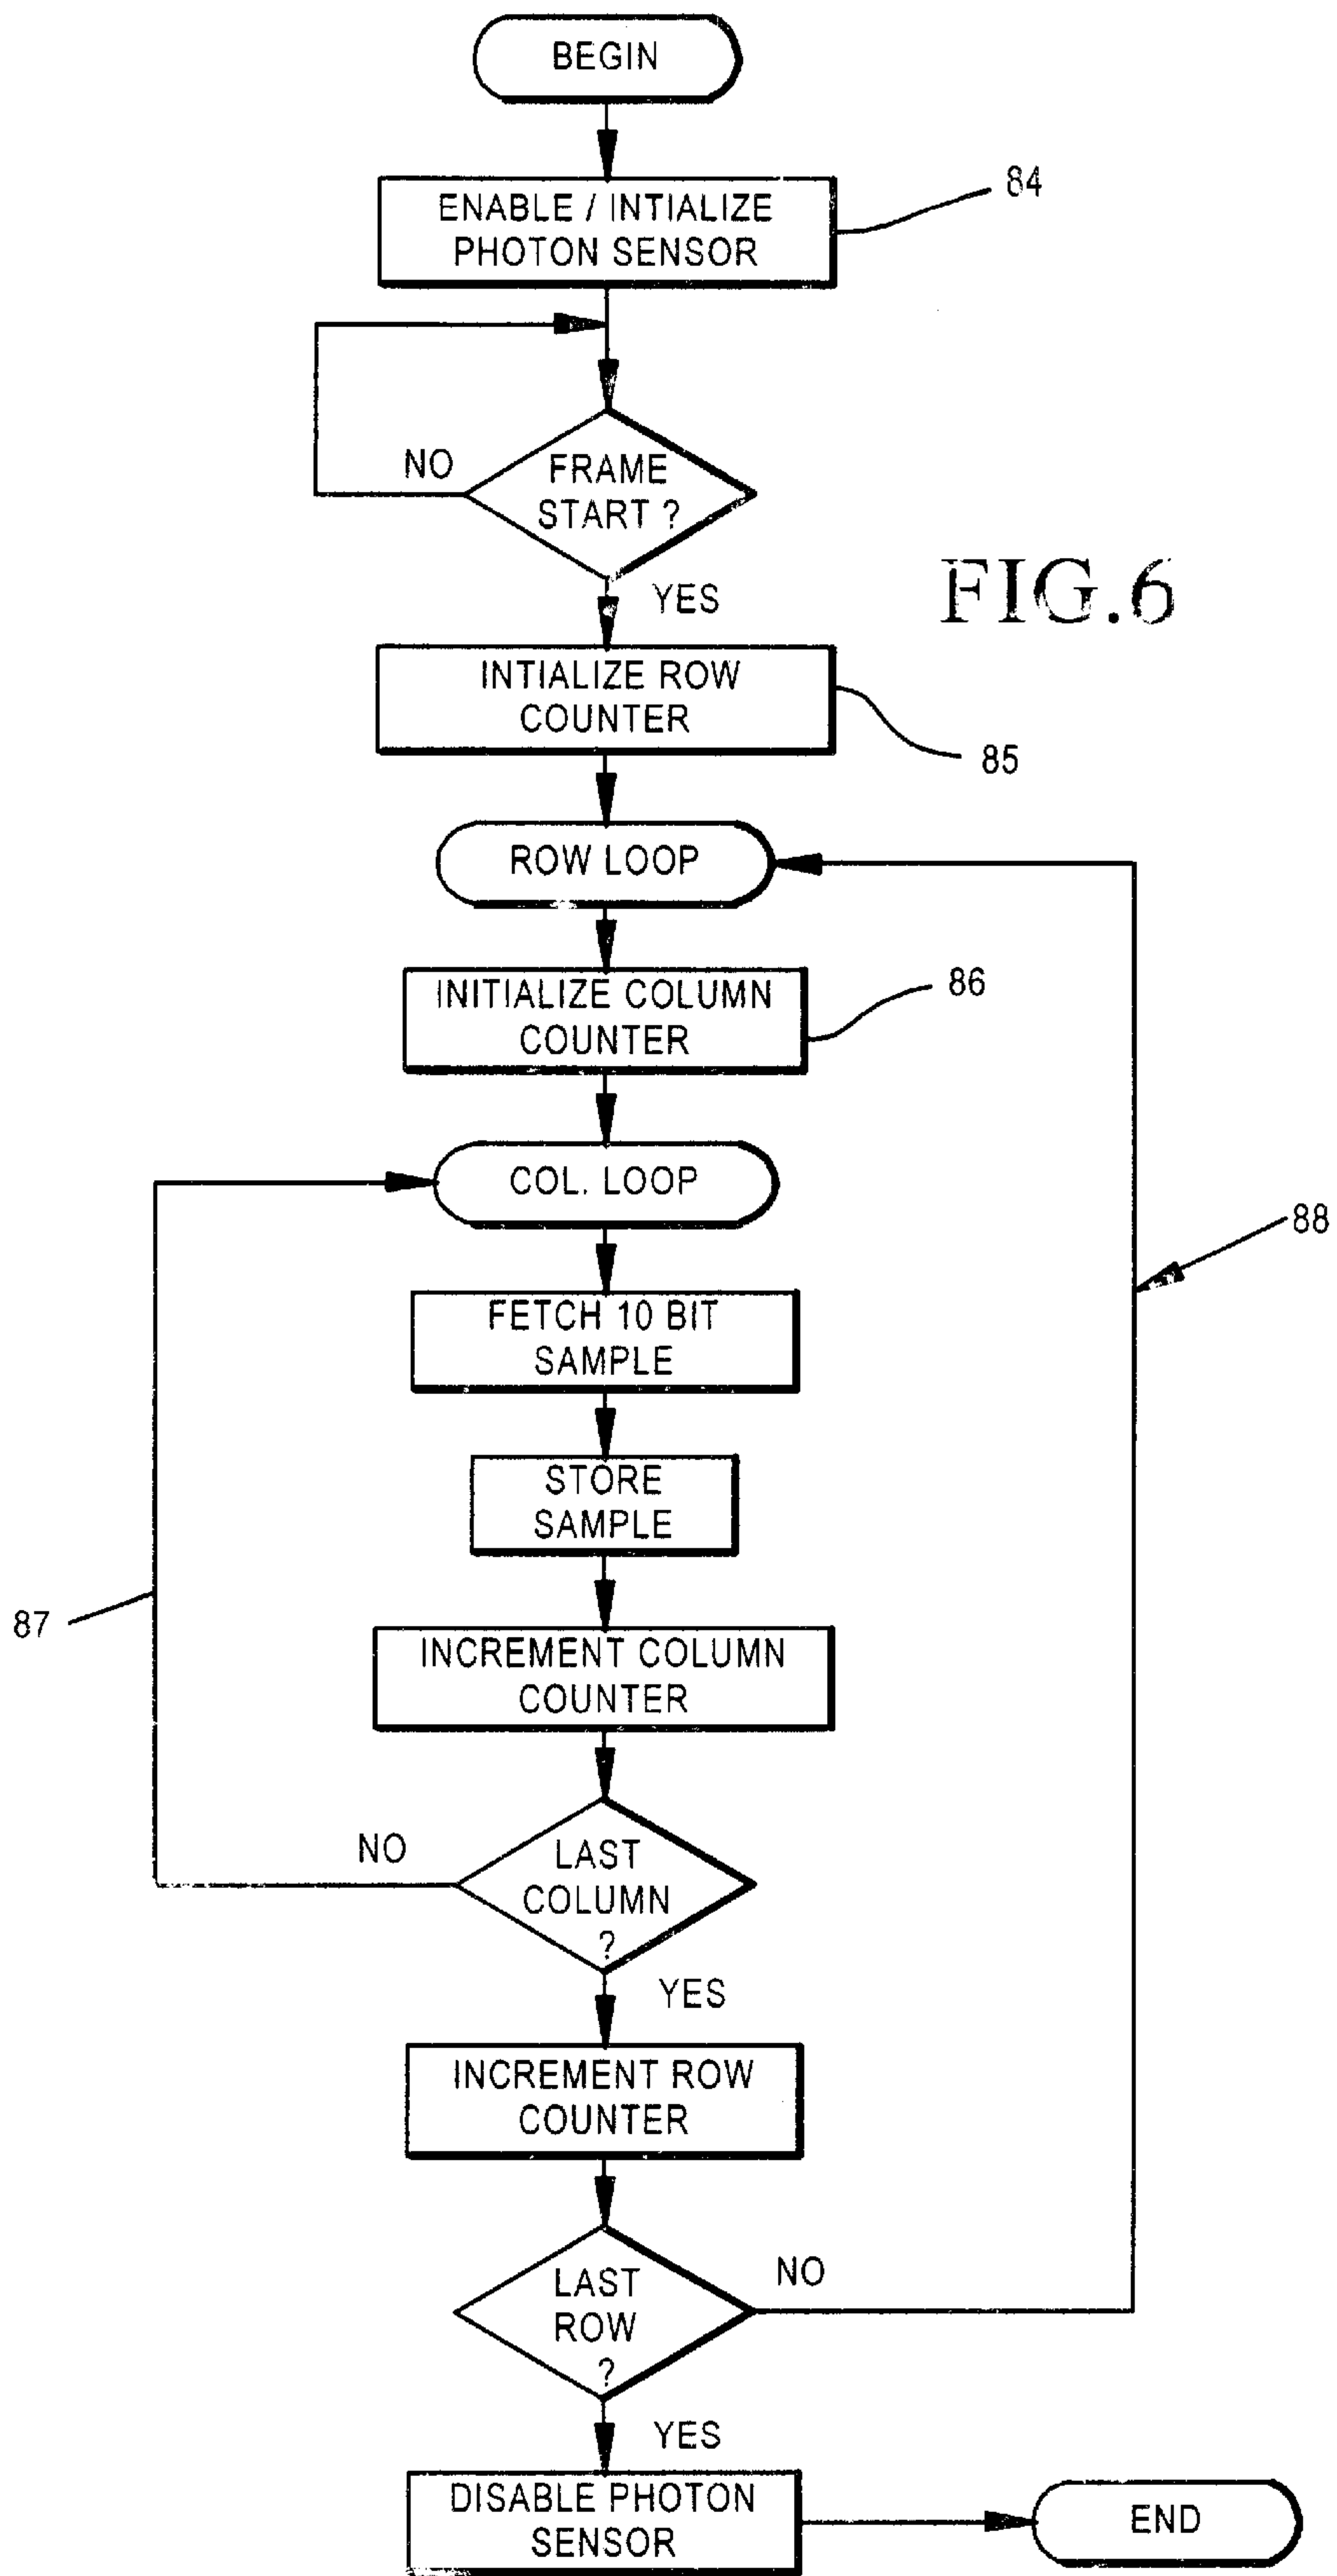 BEGIN
ENABLE / INTIALIZE
PHOTON SENSOR
84
NO
FRAME
START ?
YES
FIG.6
INTIALIZE ROW
COUNTER
85
ROW LOOP
INITIALIZE COLUMN
COUNTER
86
COL. LOOP
88
FETCH 10 BIT
SAMPLE
STORE
SAMPLE
87
INCREMENT COLUMN
COUNTER
NO
LAST
COLUMN
?
YES
INCREMENT ROW
COUNTER
LAST
ROW
?
NO
YES
DISABLE PHOTON
SENSOR
END